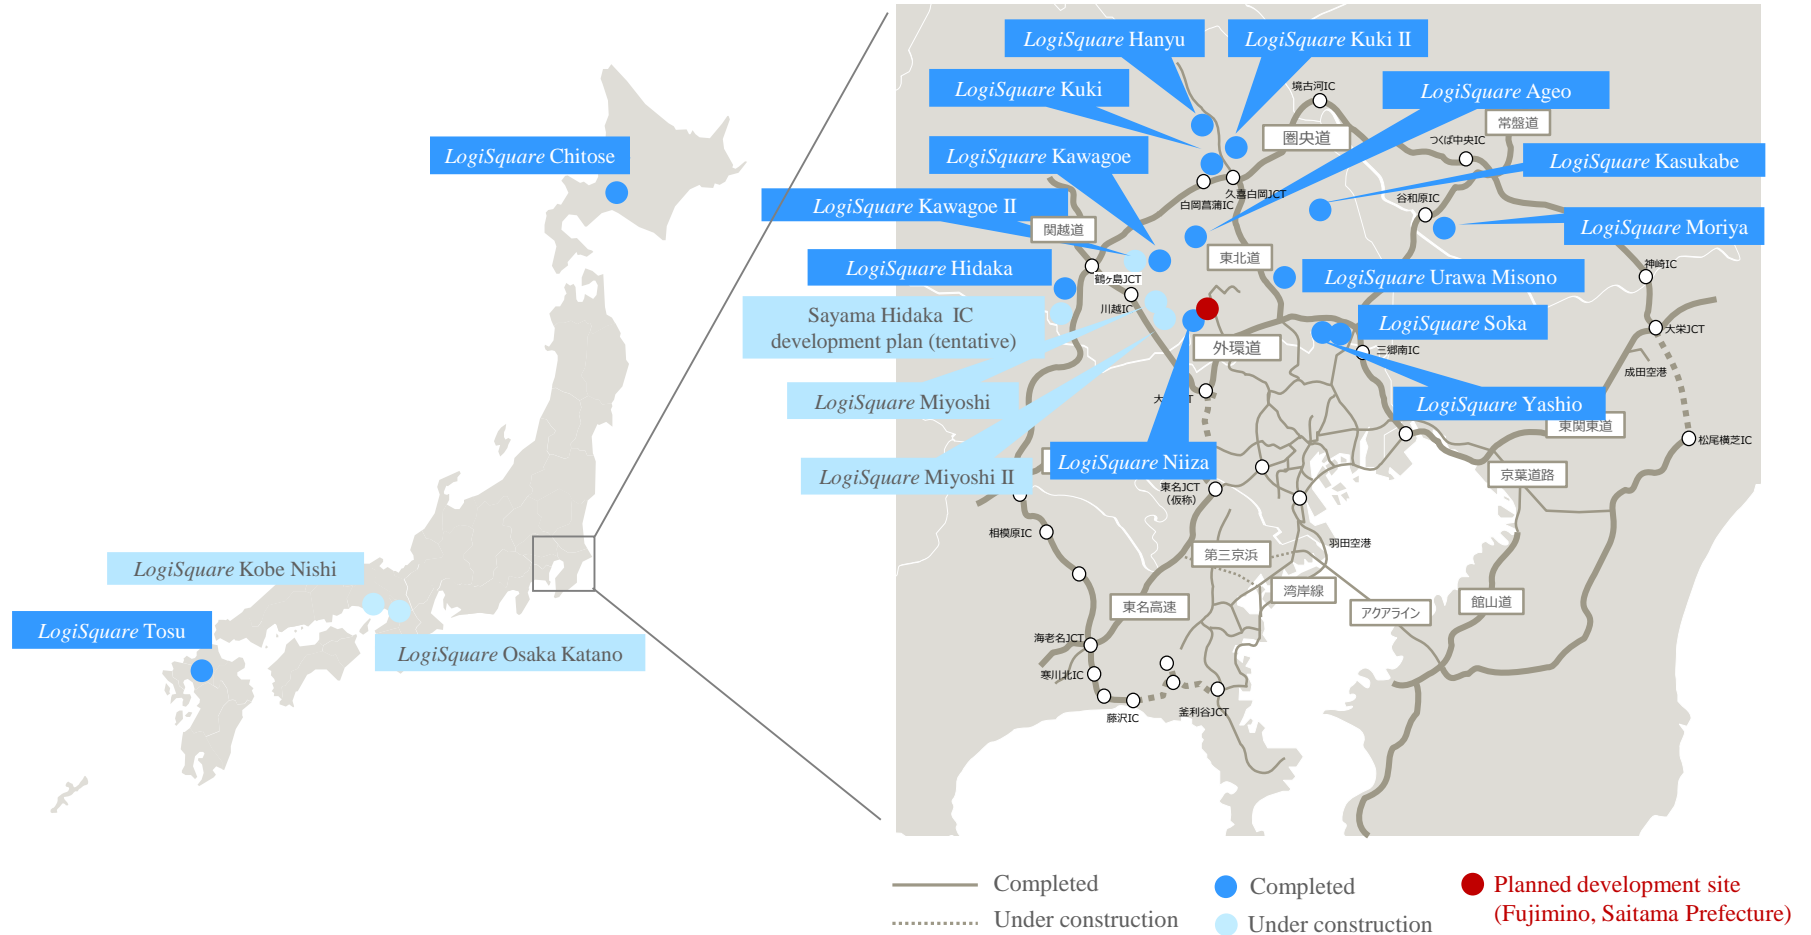 LogiSquare Hanyu
LogiSquare Kuki II
LogiSquare Kuki
LogiSquare Ageo
境古河IC
常盤道
圏央道
つくば中央IC
LogiSquare Chitose
LogiSquare Kawagoe
LogiSquare Kasukabe
久喜白岡JCT
白岡菖蒲IC
谷和原IC
LogiSquare Kawagoe II
関越道
LogiSquare Moriya
東北道
LogiSquare Hidaka
鶴ヶ島JCT
LogiSquare Urawa Misono
神崎IC
川越IC
Sayama Hidaka IC
development plan (tentative)
LogiSquare Soka
大栄JCT
外環道
三郷南IC
成田空港
LogiSquare Miyoshi
大
CT
LogiSquare Yashio
東関東道
松尾横芝IC
LogiSquare Niiza
LogiSquare Miyoshi II
京葉道路
東名JCT
（仮称）
相模原IC
羽田空港
第三京浜
LogiSquare Kobe Nishi
湾岸線
東名高速
アクアライン
館山道
LogiSquare Tosu
LogiSquare Osaka Katano
海老名JCT
寒川北IC
藤沢IC
釜利谷JCT
Completed
Completed
Planned development site
(Fujimino, Saitama Prefecture)
Under construction
Under construction